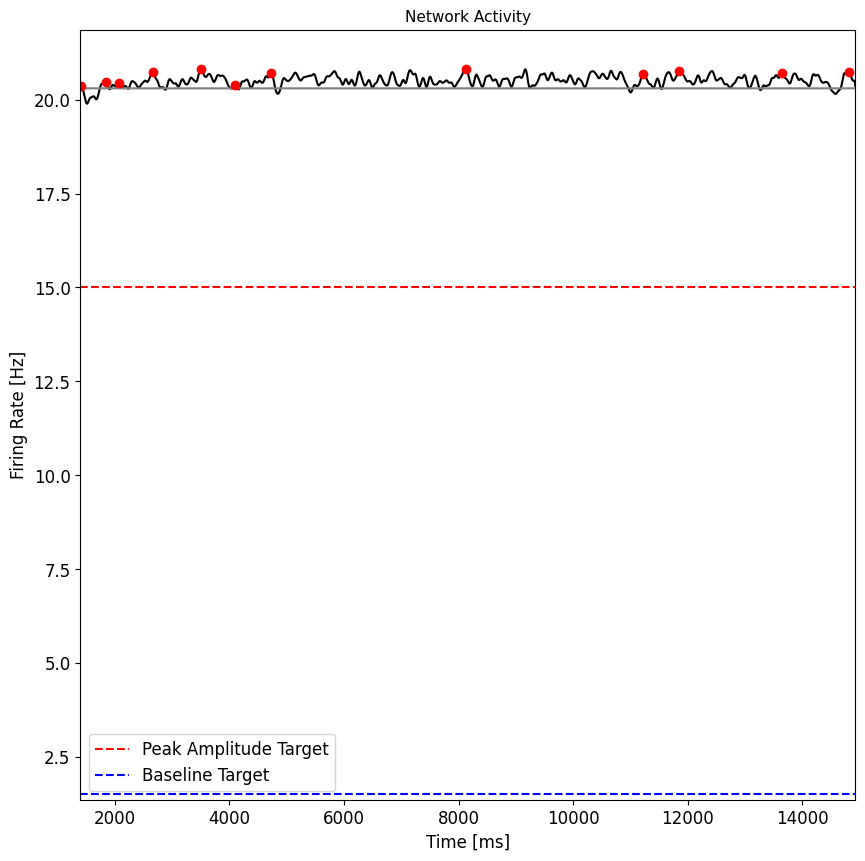 Network Activity
Firing Rate [Hz]
20.0
17.5
15.0
12.5
10.0
7.5
5.0
2.5
Peak Amplitude Target
Baseline Target
2000 4000 6000 8000 10000 12000 14000
Time [ms]